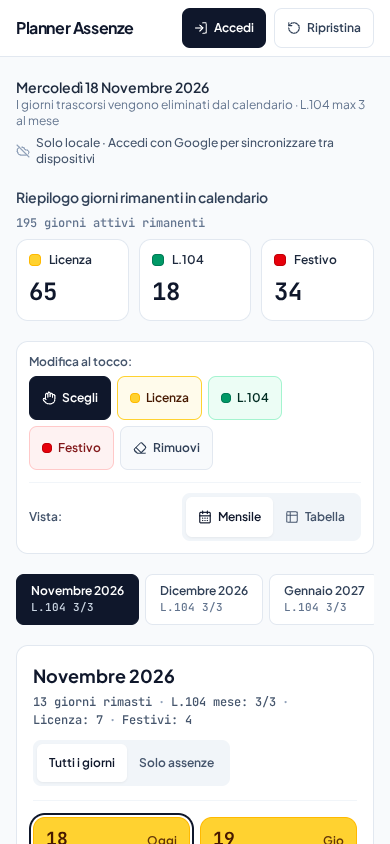 Planner Assenze
Accedi
Ripristina
Mercoledì 18 Novembre 2026
I giorni trascorsi vengono eliminati dal calendario · L.104 max 3
al mese
Solo locale · Accedi con Google per sincronizzare tra
dispositivi
Riepilogo giorni rimanenti in calendario
195 giorni attivi rimanenti
Licenza
65
L.104
18
Festivo
34
Modifica al tocco:
Scegli
Licenza
L.104
Festivo
Rimuovi
Vista:
Mensile
Tabella
Novembre 2026
L.104 3/3
Dicembre 2026
L.104 3/3
Gennaio 2027
L.104 3/3
Novembre 2026
13 giorni rimasti · L.104 mese: 3/3 ·
Licenza: 7 · Festivi: 4
Tutti i giorni
Solo assenze
18
Oggi
19
Gio